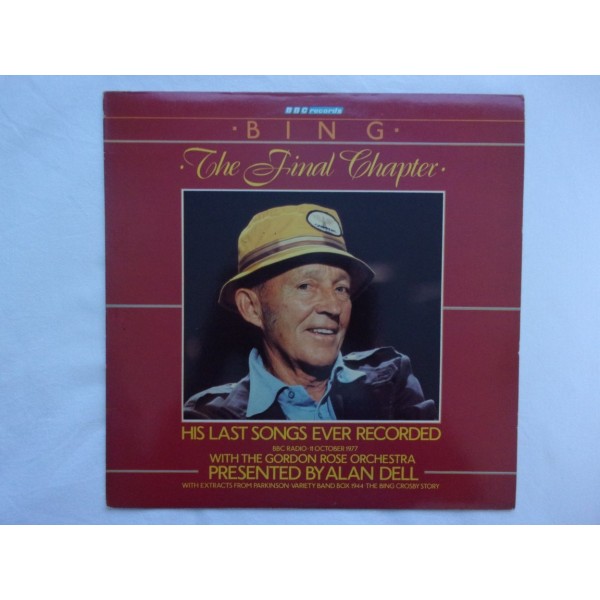 BBC records
·BING·
·The Final Chapter·
HIS LAST SONGS EVER RECORDED
BBC RADIO·11 OCTOBER 1977
WITH THE GORDON ROSE ORCHESTRA
PRESENTED BY ALAN DELL
WITH EXTRACTS FROM PARKINSON·VARIETY BAND BOX 1944·THE BING CROSBY STORY